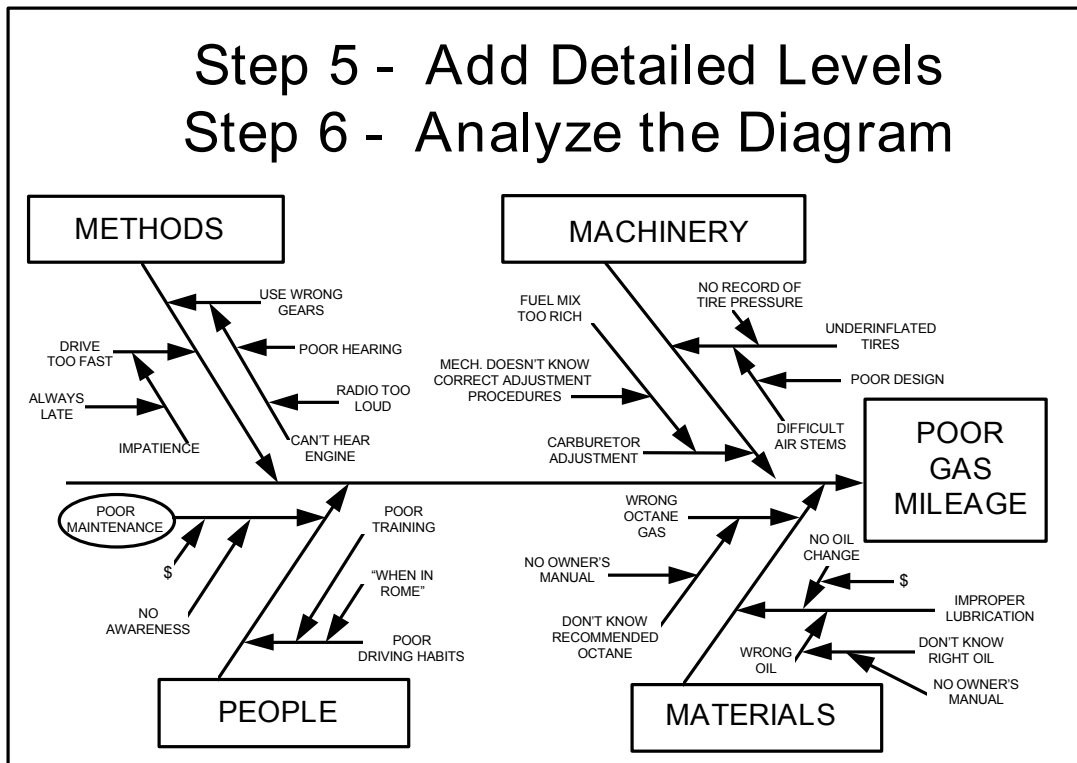 Step 5 - Add Detailed Levels
Step 6 - Analyze the Diagram
METHODS
USE WRONG
GEARS
DRIVE
TOO FAST
POOR HEARING
ALWAYS
LATE
RADIO TOO
LOUD
IMPATIENCE
CAN'T HEAR
ENGINE
MACHINERY
NO RECORD OF
TIRE PRESSURE
FUEL MIX
TOO RICH
UNDERINFLATED
TIRES
MECH. DOESN'T KNOW
CORRECT ADJUSTMENT
PROCEDURES
POOR DESIGN
DIFFICULT
AIR STEMS
CARBURETOR
ADJUSTMENT
POOR
GAS
MILEAGE
POOR
MAINTENANCE
POOR
TRAINING
$
"WHEN IN
ROME"
NO
AWARENESS
POOR
DRIVING HABITS
PEOPLE
WRONG
OCTANE
GAS
NO OIL
CHANGE
NO OWNER'S
MANUAL
$
IMPROPER
LUBRICATION
DON'T KNOW
RECOMMENDED
OCTANE
WRONG
OIL
DON'T KNOW
RIGHT OIL
NO OWNER'S
MANUAL
MATERIALS